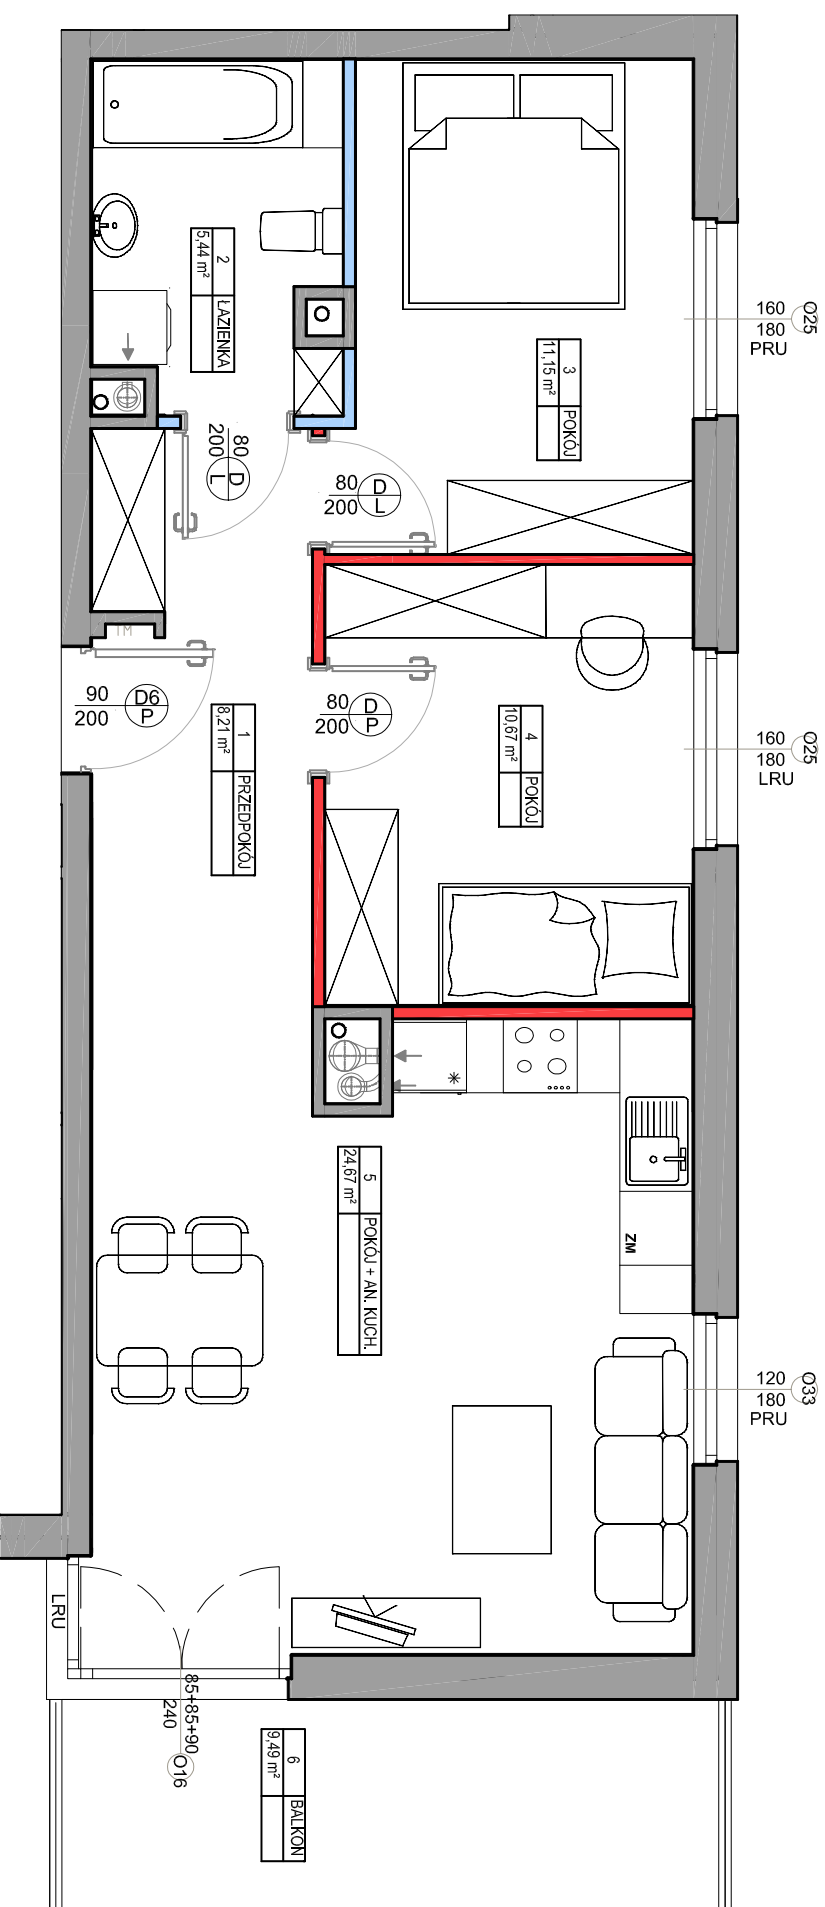 2
ŁAZIENKA
5,44 m²
160
180
PRU
O25
3
POKÓJ
11,15 m²
80
200
D
L
80
200
D
L
TM
90
200
D6
P
80
200
D
P
1
PRZEDPOKÓJ
8,21 m²
4
POKÓJ
10,67 m²
160
180
LRU
O25
*
5
POKÓJ + AN. KUCH.
24,67 m²
ZM
120
180
PRU
O33
LRU
85+85+90
240
O16
6
BALKON
9,49 m²